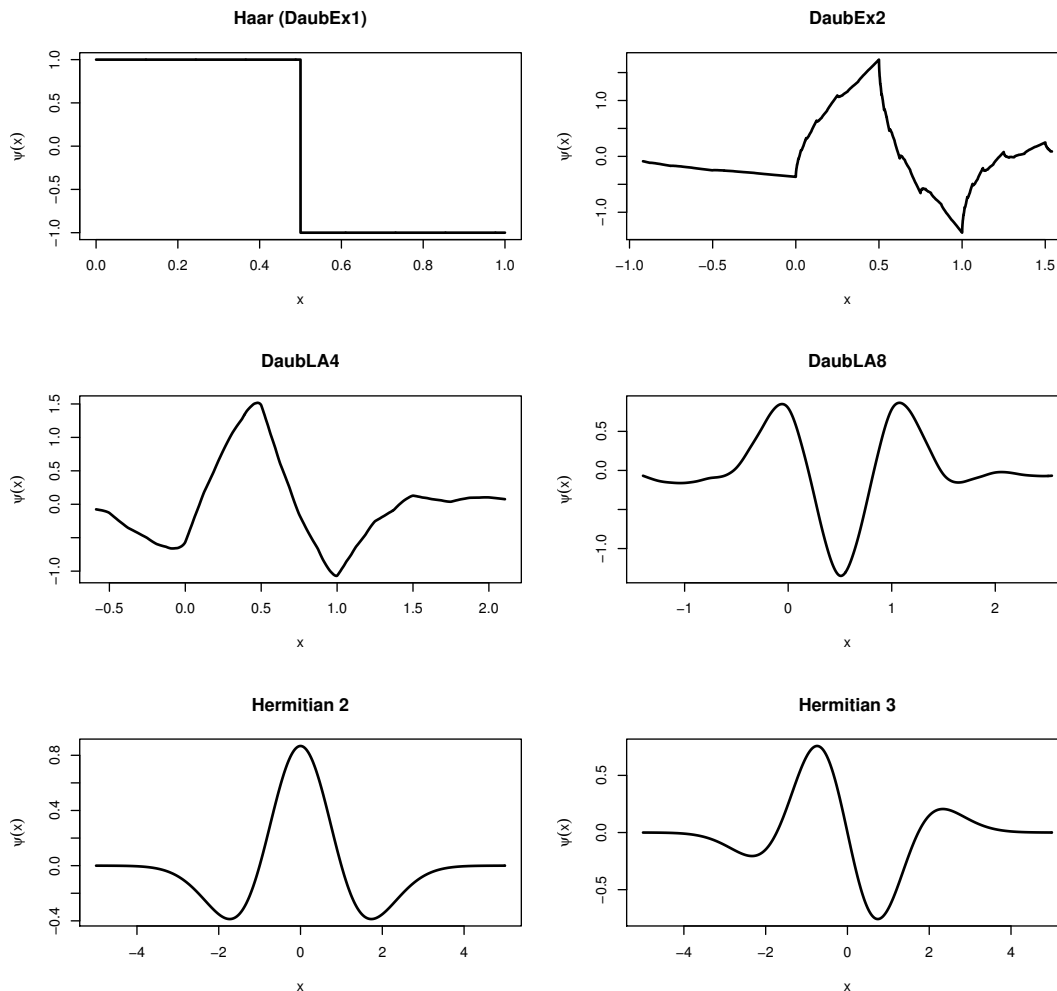 Haar (DaubEx1)
ψ(x)
1.0
0.5
0.0
−0.5
−1.0
0.0 0.2 0.4 0.6 0.8 1.0
x
DaubEx2
ψ(x)
1.0
0.0
−1.0
−1.0 −0.5 0.0 0.5 1.0 1.5
x
DaubLA4
ψ(x)
1.5
1.0
0.5
0.0
−1.0
−0.5 0.0 0.5 1.0 1.5 2.0
x
DaubLA8
ψ(x)
0.5
0.0
−1.0
−1 0 1 2
x
Hermitian 2
ψ(x)
0.8
0.4
0.0
−0.4
−4 −2 0 2 4
x
Hermitian 3
ψ(x)
0.5
0.0
−0.5
−4 −2 0 2 4
x